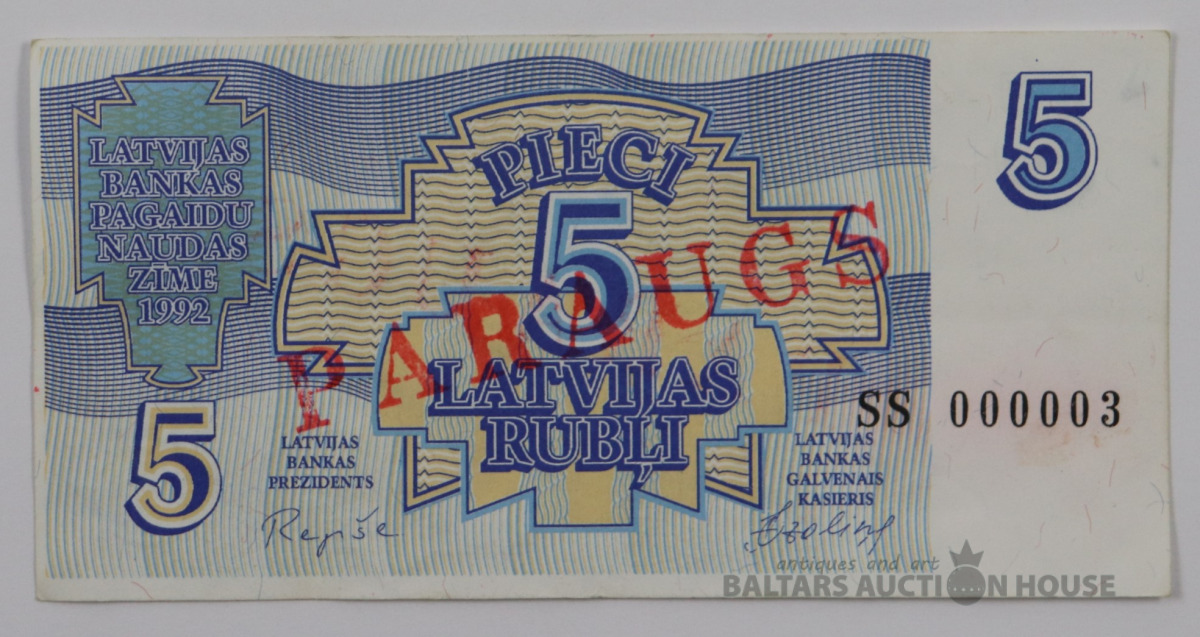 LATVIJAS
BANKAS
PAGAIDU
NAUDAS
ZĪME
1992
PIECI
5
5
PARAUGS
LATVIJAS
RUBĻI
SS 000003
5
LATVIJAS
BANKAS
PREZIDENTS
Repše
LATVIJAS
BANKAS
GALVENAIS
KASIERIS
antiques and art
BALTARS AUCTION HOUSE